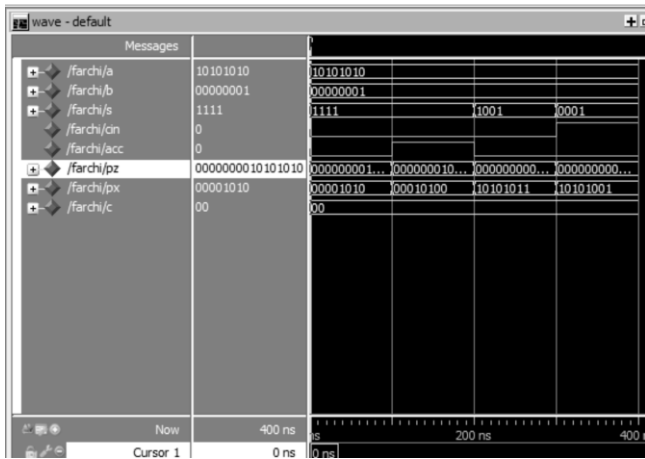 wave - default
Messages
/farchi/a 10101010 10101010
/farchi/b 00000001 00000001
/farchi/s 1111 1111 1001 0001
/farchi/cin 0
/farchi/acc 0
/farchi/pz 0000000010101010 000000001... 000000010... 000000000... 000000000...
/farchi/px 00001010 00001010 00010100 10101011 10101001
/farchi/c 00 00
Now 400 ns ns 200 ns 400
Cursor 1 0 ns 0 ns